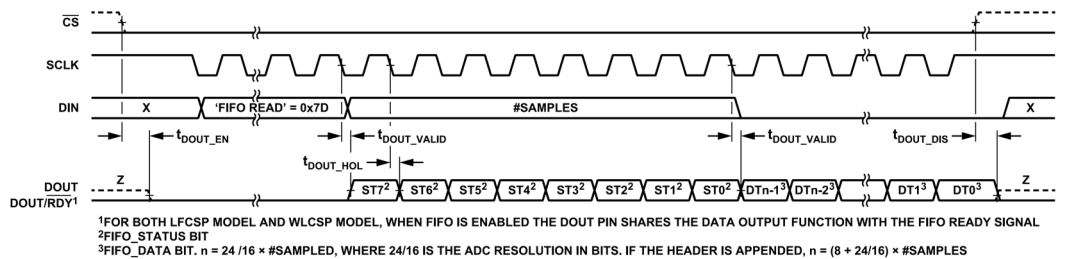 CS
SCLK
DIN X 'FIFO READ' = 0x7D #SAMPLES X
tDOUT_EN tDOUT_VALID tDOUT_VALID tDOUT_DIS
tDOUT_HOL
DOUT Z ST7² ST6² ST5² ST4² ST3² ST2² ST1² ST0² DTn-1³ DTn-2³ DT1³ DT0³ Z
DOUT/RDY¹
¹FOR BOTH LFCSP MODEL AND WLCSP MODEL, WHEN FIFO IS ENABLED THE DOUT PIN SHARES THE DATA OUTPUT FUNCTION WITH THE FIFO READY SIGNAL
²FIFO_STATUS BIT
³FIFO_DATA BIT. n = 24 /16 × #SAMPLED, WHERE 24/16 IS THE ADC RESOLUTION IN BITS. IF THE HEADER IS APPENDED, n = (8 + 24/16) × #SAMPLES